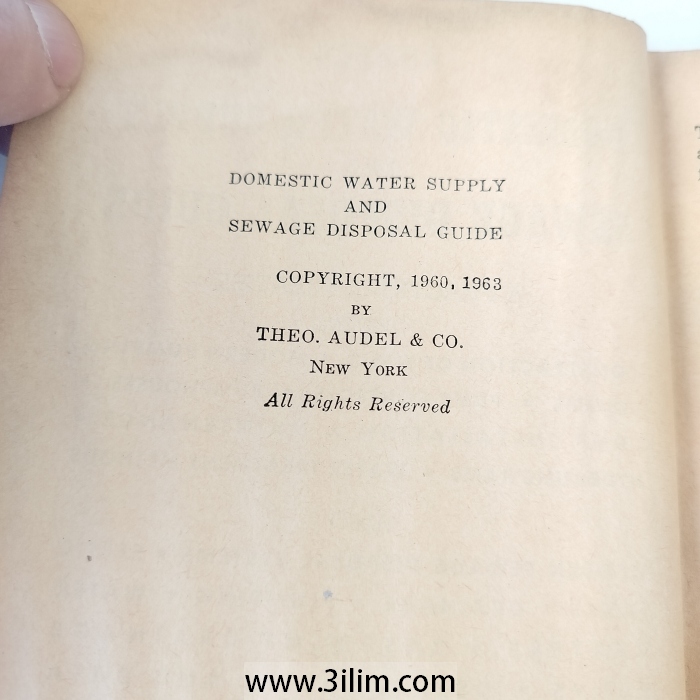 DOMESTIC WATER SUPPLY
AND
SEWAGE DISPOSAL GUIDE
COPYRIGHT, 1960, 1963
BY
THEO. AUDEL & CO.
NEW YORK
All Rights Reserved
www.3ilim.com